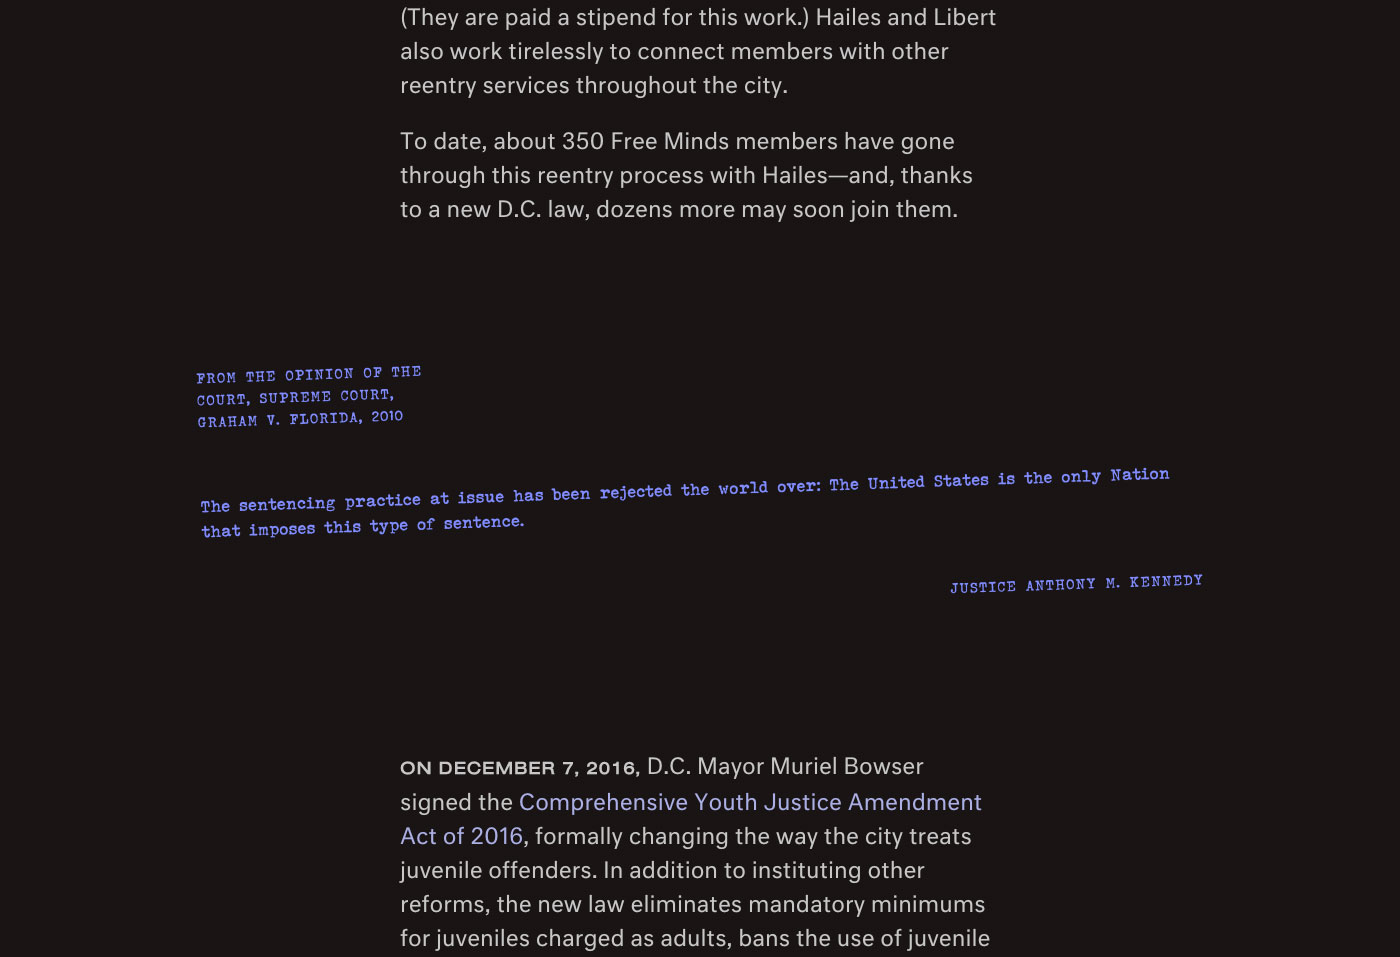 (They are paid a stipend for this work.) Hailes and Libert
also work tirelessly to connect members with other
reentry services throughout the city.
To date, about 350 Free Minds members have gone
through this reentry process with Hailes—and, thanks
to a new D.C. law, dozens more may soon join them.
FROM THE OPINION OF THE
COURT, SUPREME COURT,
GRAHAM V. FLORIDA, 2010
The sentencing practice at issue has been rejected the world over: The United States is the only Nation
that imposes this type of sentence.
JUSTICE ANTHONY M. KENNEDY
ON DECEMBER 7, 2016, D.C. Mayor Muriel Bowser
signed the Comprehensive Youth Justice Amendment
Act of 2016, formally changing the way the city treats
juvenile offenders. In addition to instituting other
reforms, the new law eliminates mandatory minimums
for juveniles charged as adults, bans the use of juvenile